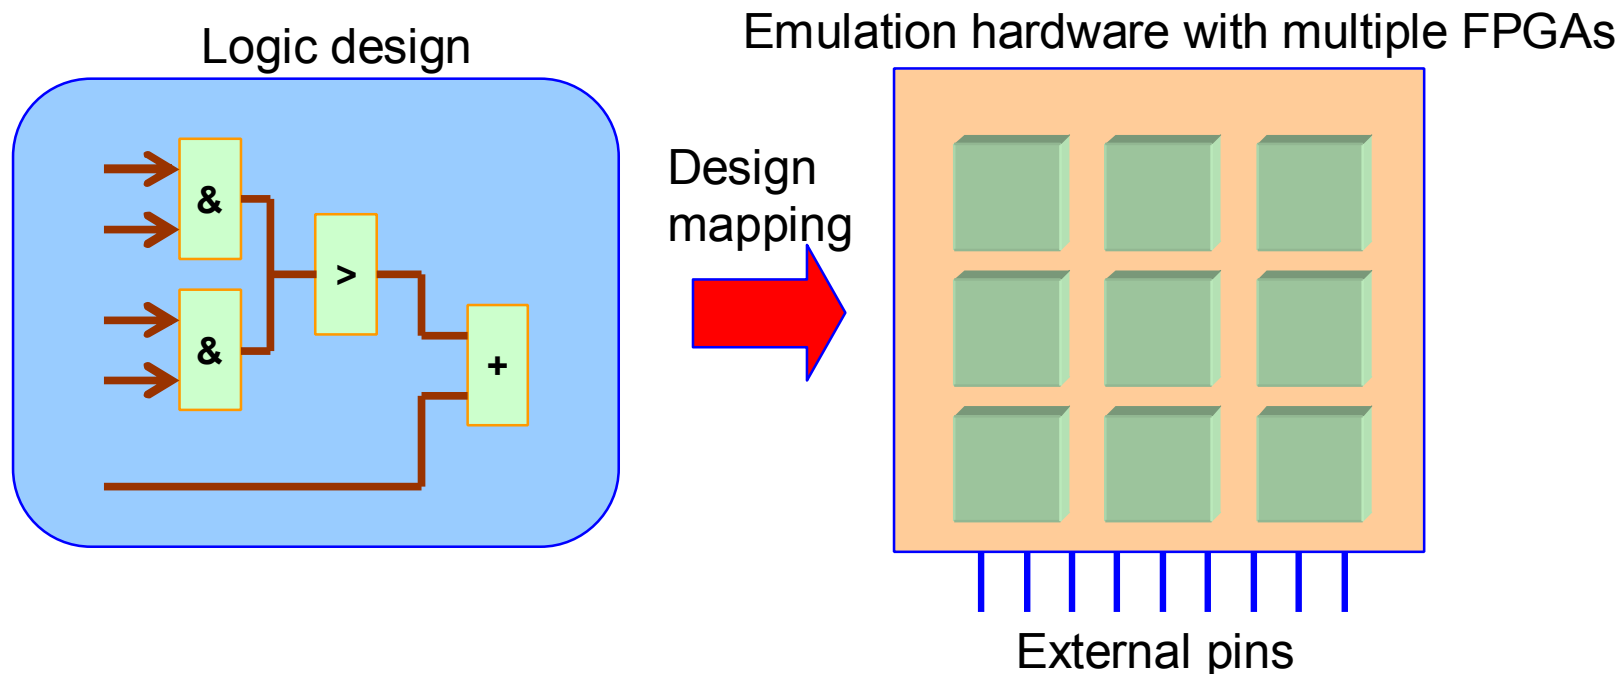 Logic design
Emulation hardware with multiple FPGAs
&
&
>
+
Design
mapping
External pins